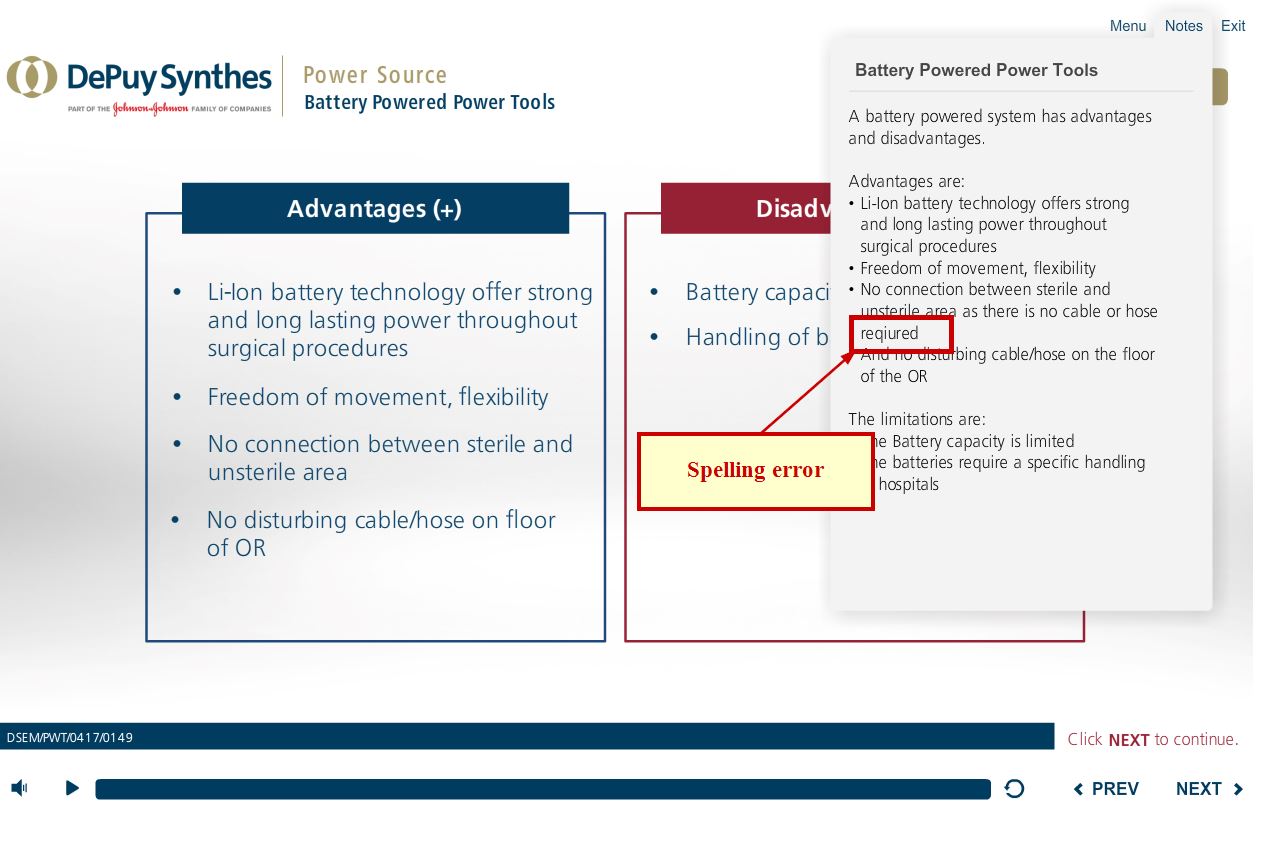 Menu Notes Exit
DePuy Synthes
PART OF THE Johnson & Johnson FAMILY OF COMPANIES
Power Source
Battery Powered Power Tools
Advantages (+)
• Li-Ion battery technology offer strong
and long lasting power throughout
surgical procedures
• Freedom of movement, flexibility
• No connection between sterile and
unsterile area
• No disturbing cable/hose on floor
of OR
Disadv
• Battery capaci
• Handling of b
Battery Powered Power Tools
A battery powered system has advantages
and disadvantages.
Advantages are:
• Li-Ion battery technology offers strong
and long lasting power throughout
surgical procedures
• Freedom of movement, flexibility
• No connection between sterile and
unsterile area as there is no cable or hose
reqiured
And no disturbing cable/hose on the floor
of the OR
The limitations are:
he Battery capacity is limited
he batteries require a specific handling
hospitals
Spelling error
DSEM/PWT/0417/0149
Click NEXT to continue.
PREV NEXT